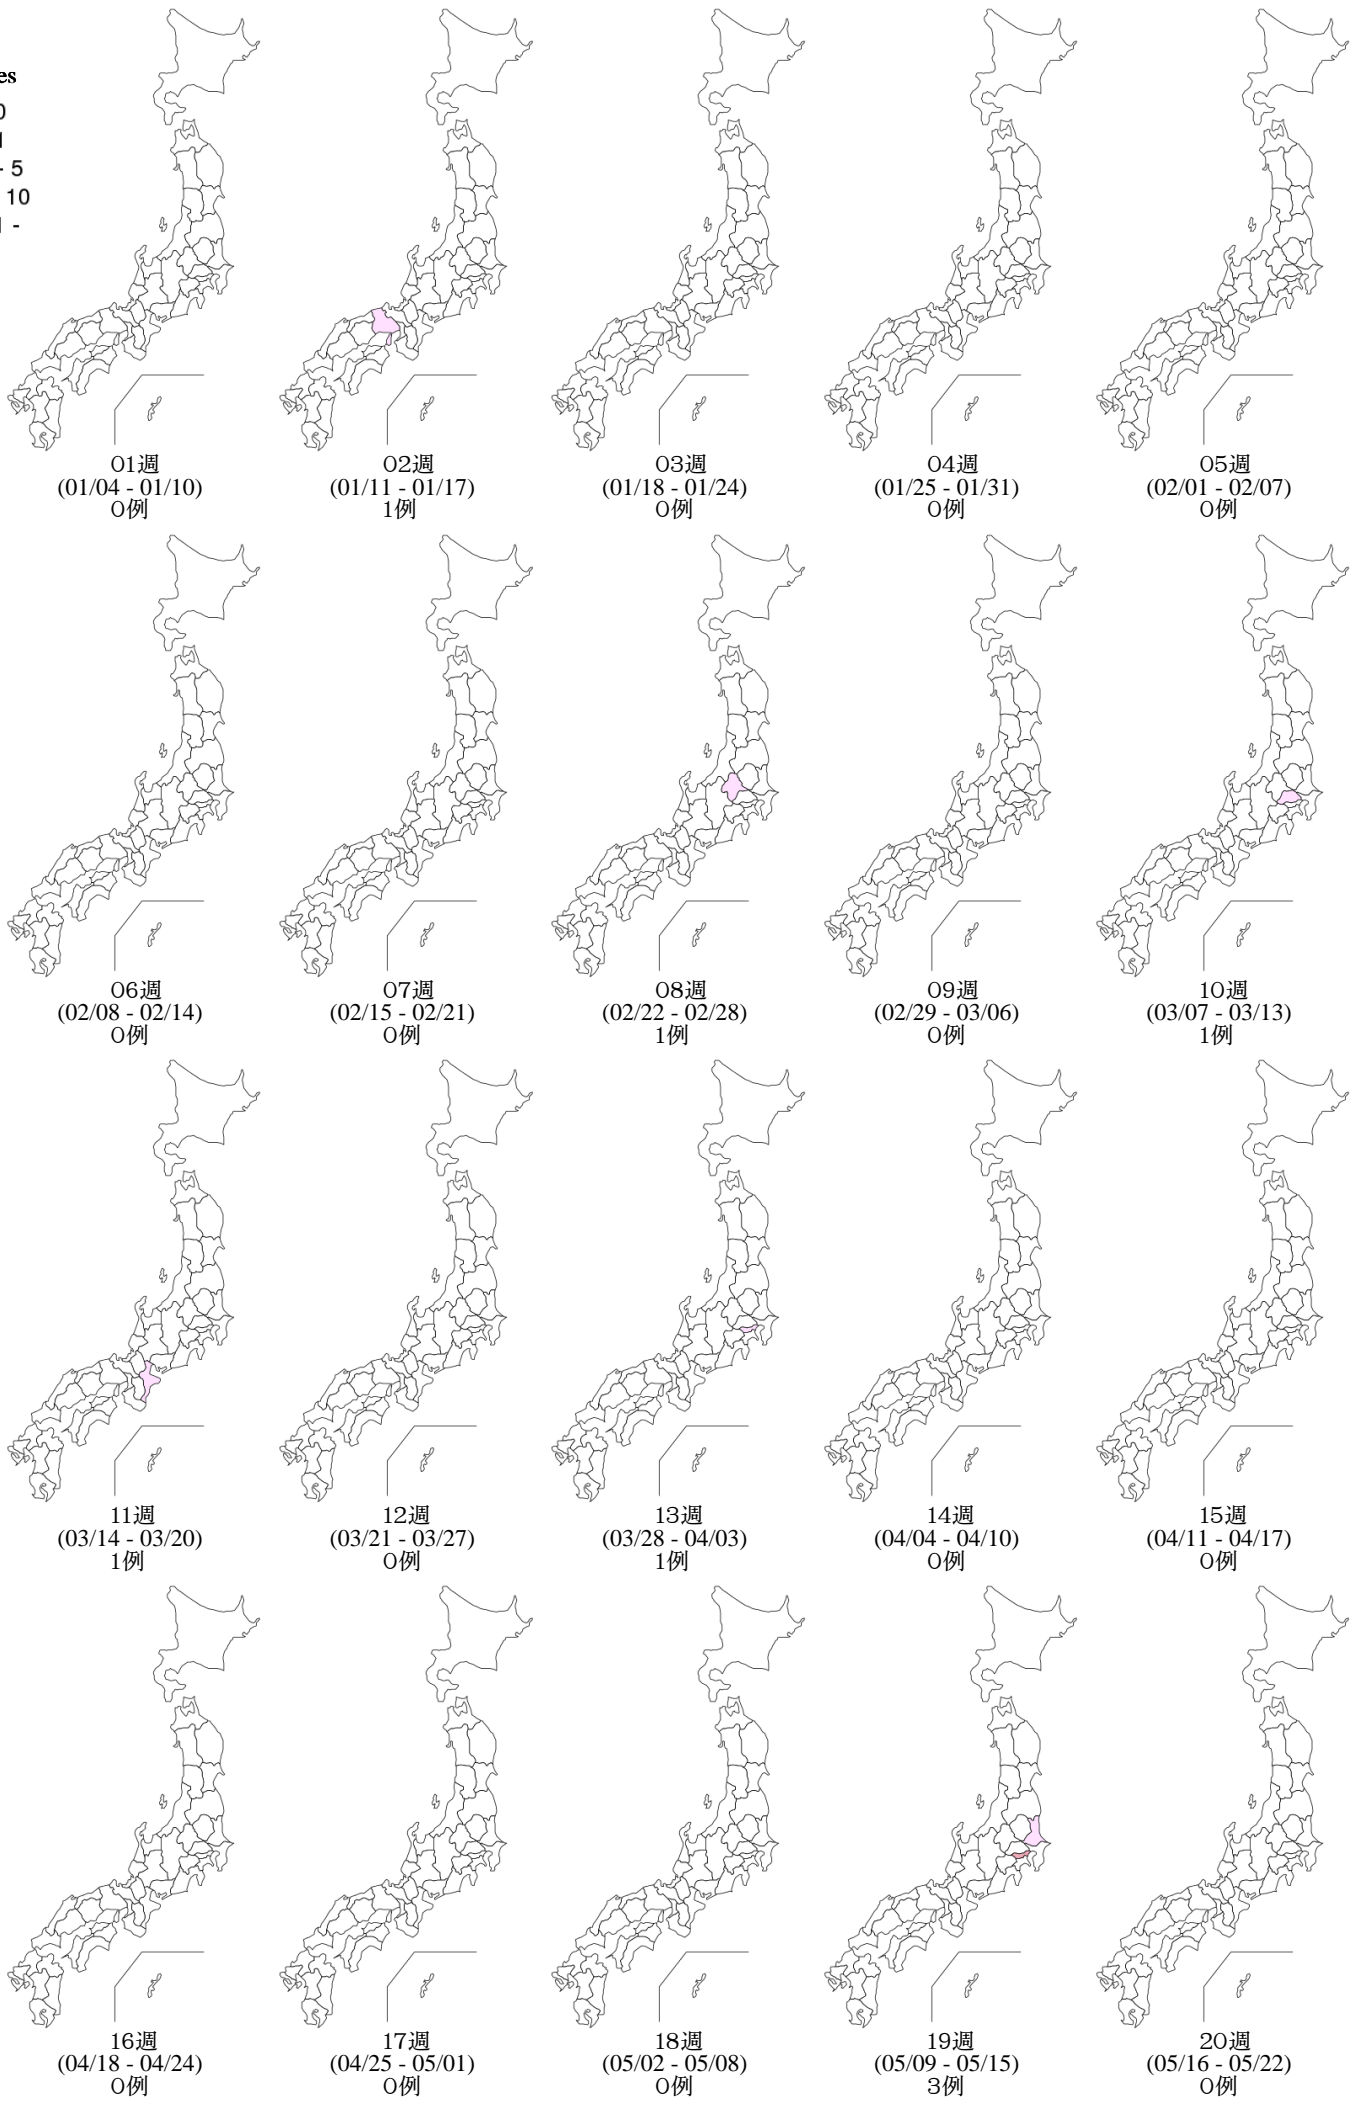 es
0
1
- 5
10
1 -
01週
(01/04 - 01/10)
0例
02週
(01/11 - 01/17)
1例
03週
(01/18 - 01/24)
0例
04週
(01/25 - 01/31)
0例
05週
(02/01 - 02/07)
0例
06週
(02/08 - 02/14)
0例
07週
(02/15 - 02/21)
0例
08週
(02/22 - 02/28)
1例
09週
(02/29 - 03/06)
0例
10週
(03/07 - 03/13)
1例
11週
(03/14 - 03/20)
1例
12週
(03/21 - 03/27)
0例
13週
(03/28 - 04/03)
1例
14週
(04/04 - 04/10)
0例
15週
(04/11 - 04/17)
0例
16週
(04/18 - 04/24)
0例
17週
(04/25 - 05/01)
0例
18週
(05/02 - 05/08)
0例
19週
(05/09 - 05/15)
3例
20週
(05/16 - 05/22)
0例